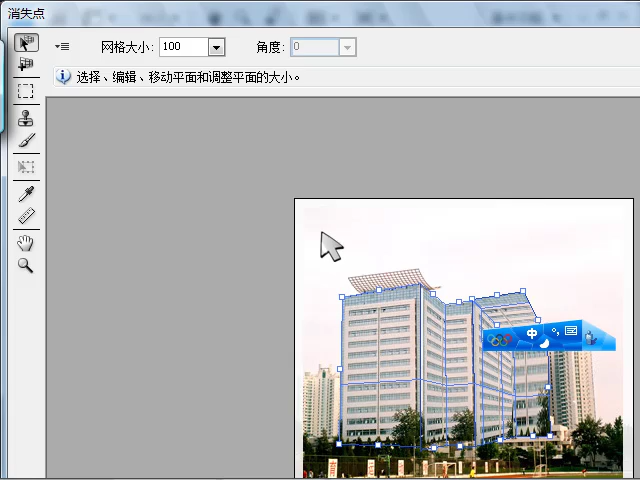 消失点
网格大小: 100 角度: 0
选择、编辑、移动平面和调整平面的大小。
中